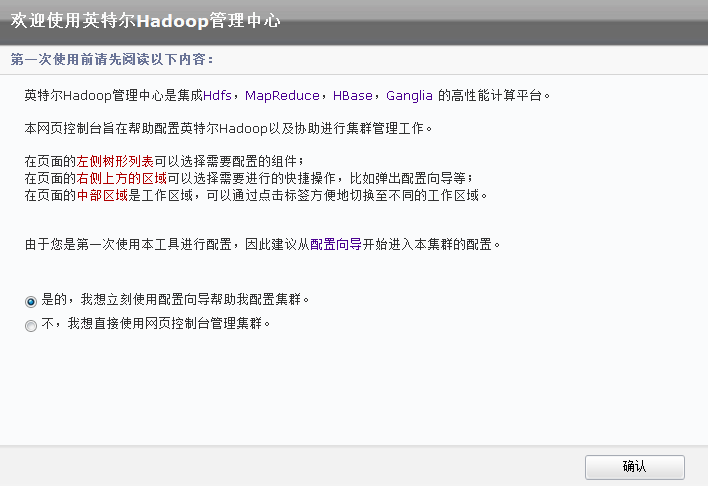 欢迎使用英特尔Hadoop管理中心
第一次使用前请先阅读以下内容：
英特尔Hadoop管理中心是集成Hdfs，MapReduce，HBase，Ganglia 的高性能计算平台。
本网页控制台旨在帮助配置英特尔Hadoop以及协助进行集群管理工作。
在页面的左侧树形列表可以选择需要配置的组件；
在页面的右侧上方的区域可以选择需要进行的快捷操作，比如弹出配置向导等；
在页面的中部区域是工作区域，可以通过点击标签方便地切换至不同的工作区域。
由于您是第一次使用本工具进行配置，因此建议从配置向导开始进入本集群的配置。
是的，我想立刻使用配置向导帮助我配置集群。
不，我想直接使用网页控制台管理集群。
确认